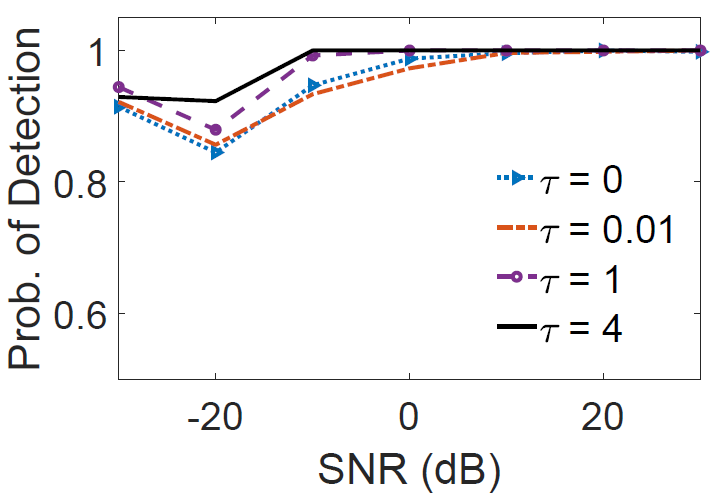 Prob. of Detection
1
0.8
0.6
-20
0
20
SNR (dB)
τ = 0
τ = 0.01
τ = 1
τ = 4